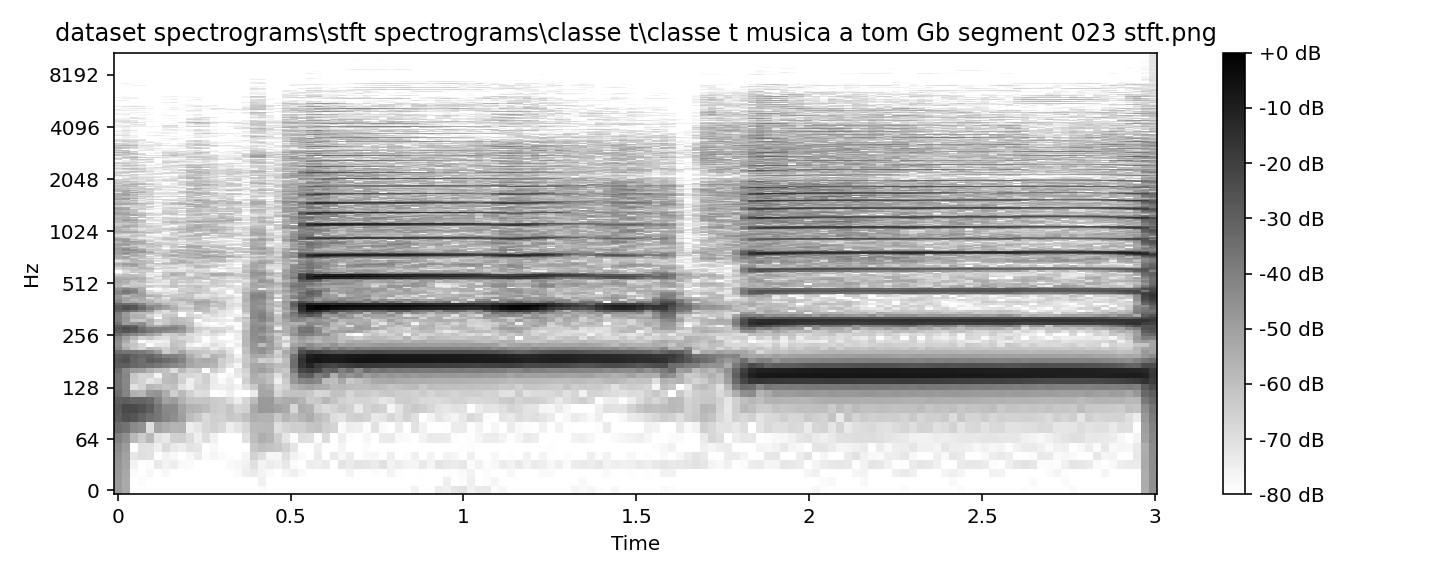 dataset spectrograms\stft spectrograms\classe t\classe t musica a tom Gb segment 023 stft.png
8192
4096
2048
1024
512
256
128
64
0
Hz
0
0.5
1
1.5
2
2.5
3
Time
+0 dB
-10 dB
-20 dB
-30 dB
-40 dB
-50 dB
-60 dB
-70 dB
-80 dB